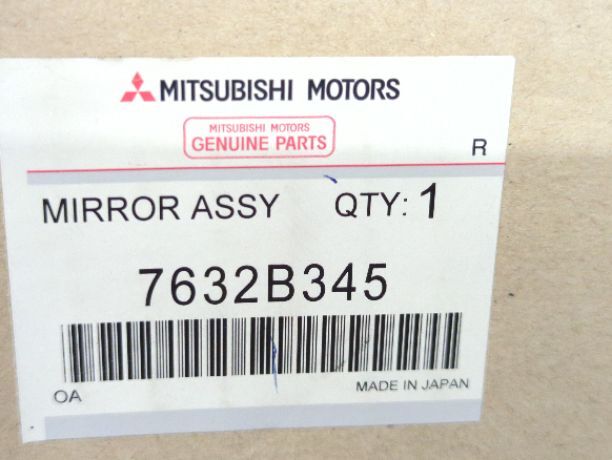 MITSUBISHI MOTORS
MITSUBISHI MOTORS
GENUINE PARTS
R
MIRROR ASSY QTY: 1
7632B345
OA MADE IN JAPAN